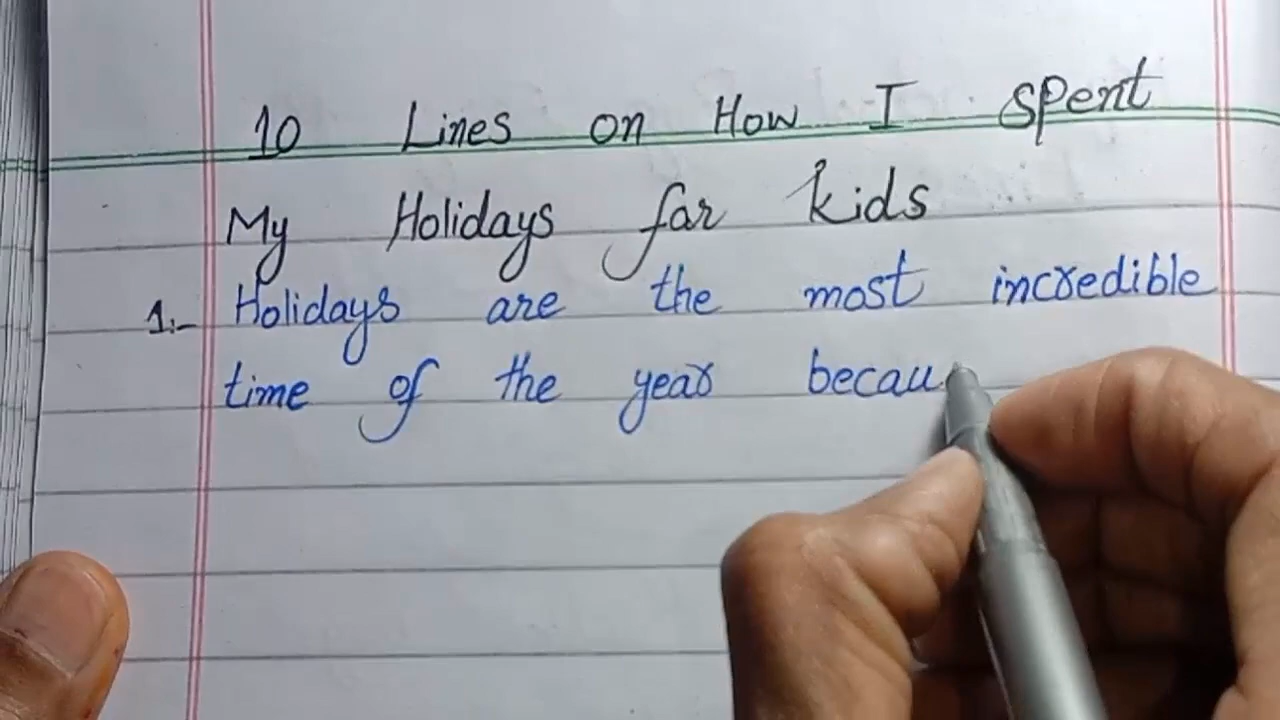 10 Lines on How I Spent
My Holidays for kids
1:- Holidays are the most incredible
time of the year becau